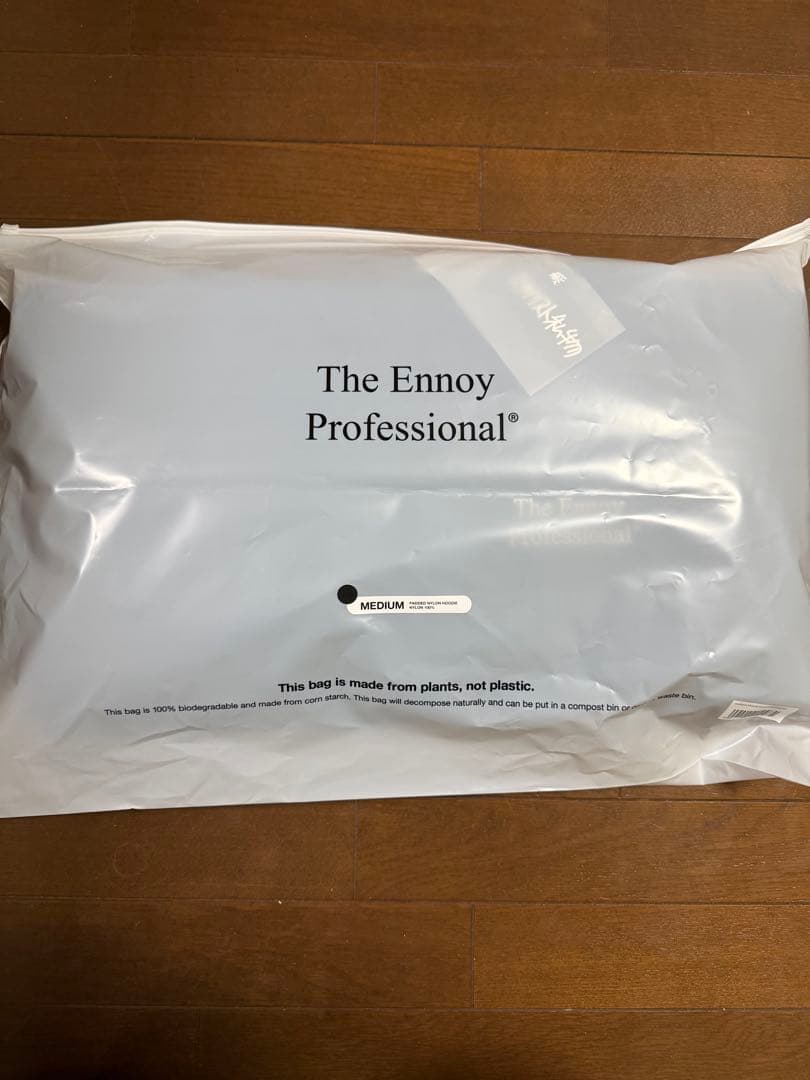 The Ennoy
Professional®
The Ennoy
Professional
MEDIUM
PADDED NYLON HOODIE
NYLON 100%
This bag is made from plants, not plastic.
This bag is 100% biodegradable and made from corn starch. This bag will decompose naturally and can be put in a compost bin or waste bin.